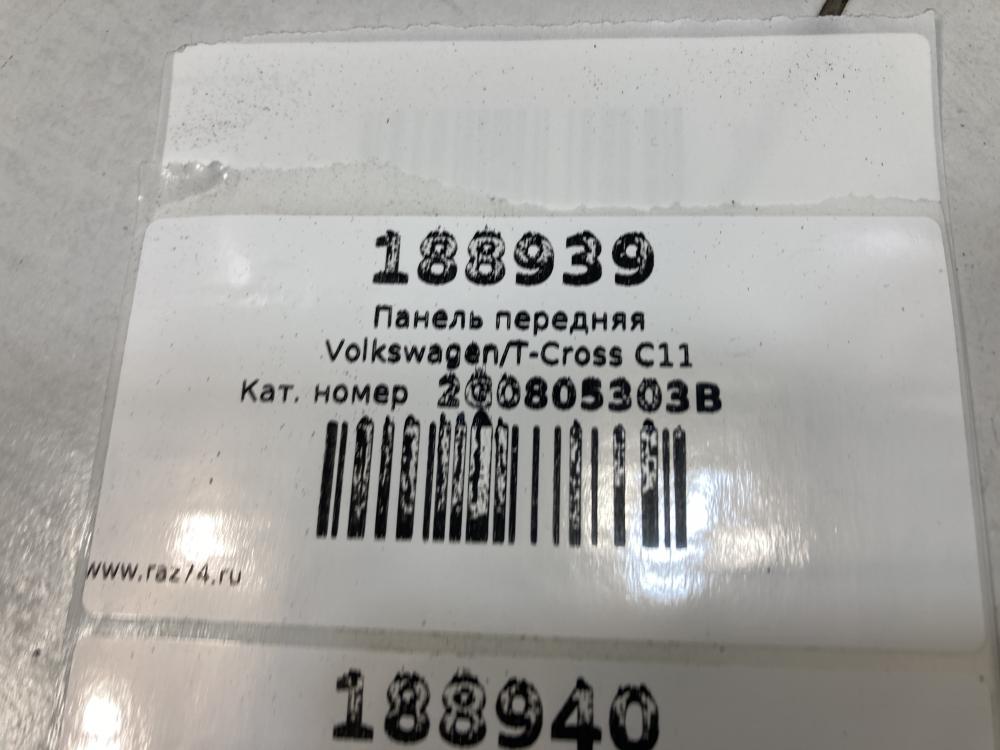 188939
Панель передняя
Volkswagen/T-Cross C11
Кат. номер 2G0805303B
www.raz74.ru
188940